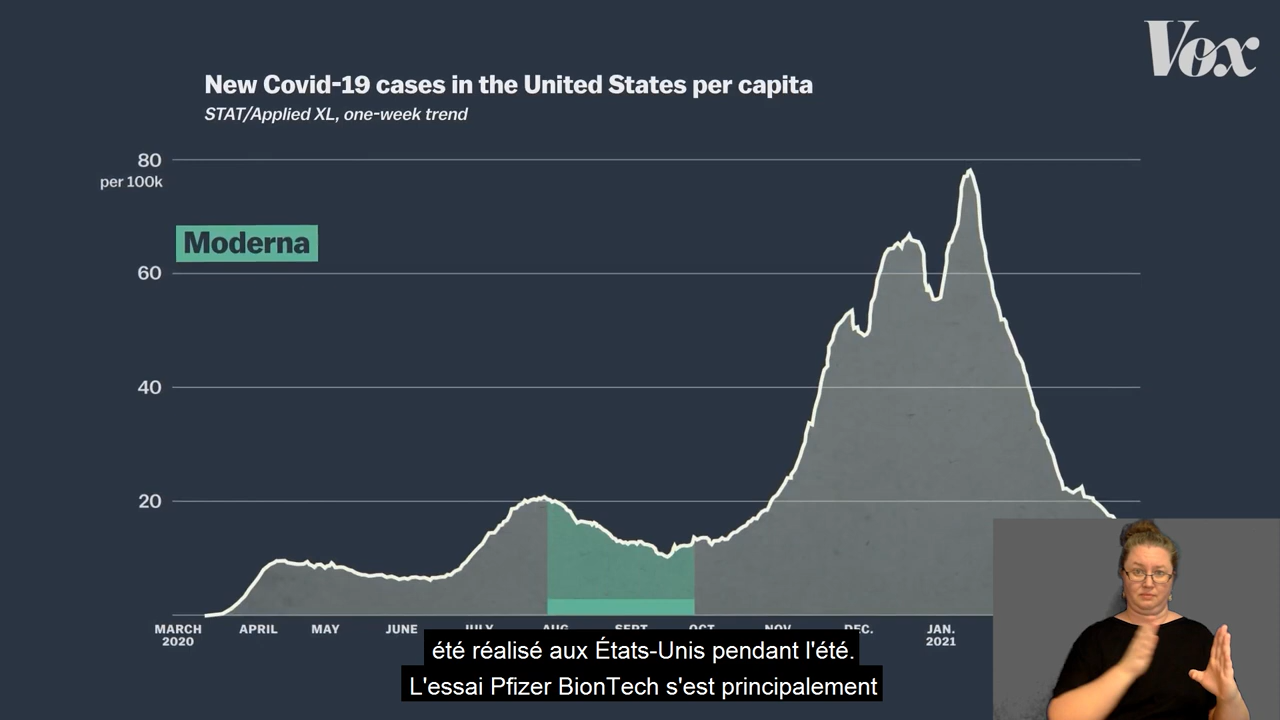 Vox
New Covid-19 cases in the United States per capita
STAT/Applied XL, one-week trend
80
per 100k
Moderna
60
40
20
MARCH APRIL MAY JUNE JULY AUG. SEPT. OCT. NOV. DEC. JAN.
2020 2021
été réalisé aux États-Unis pendant l'été.
L'essai Pfizer BionTech s'est principalement